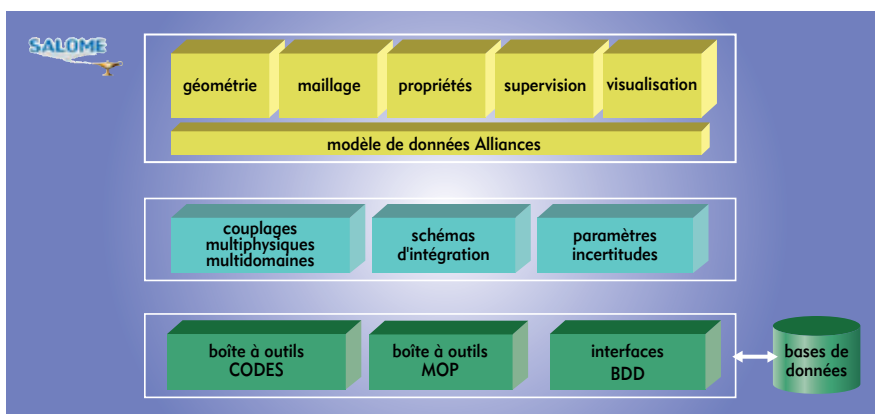 SALOME
géométrie
maillage
propriétés
supervision
visualisation
modèle de données Alliances
couplages
multiphysiques
multidomaines
schémas
d'intégration
paramètres
incertitudes
boîte à outils
CODES
boîte à outils
MOP
interfaces
BDD
bases de
données